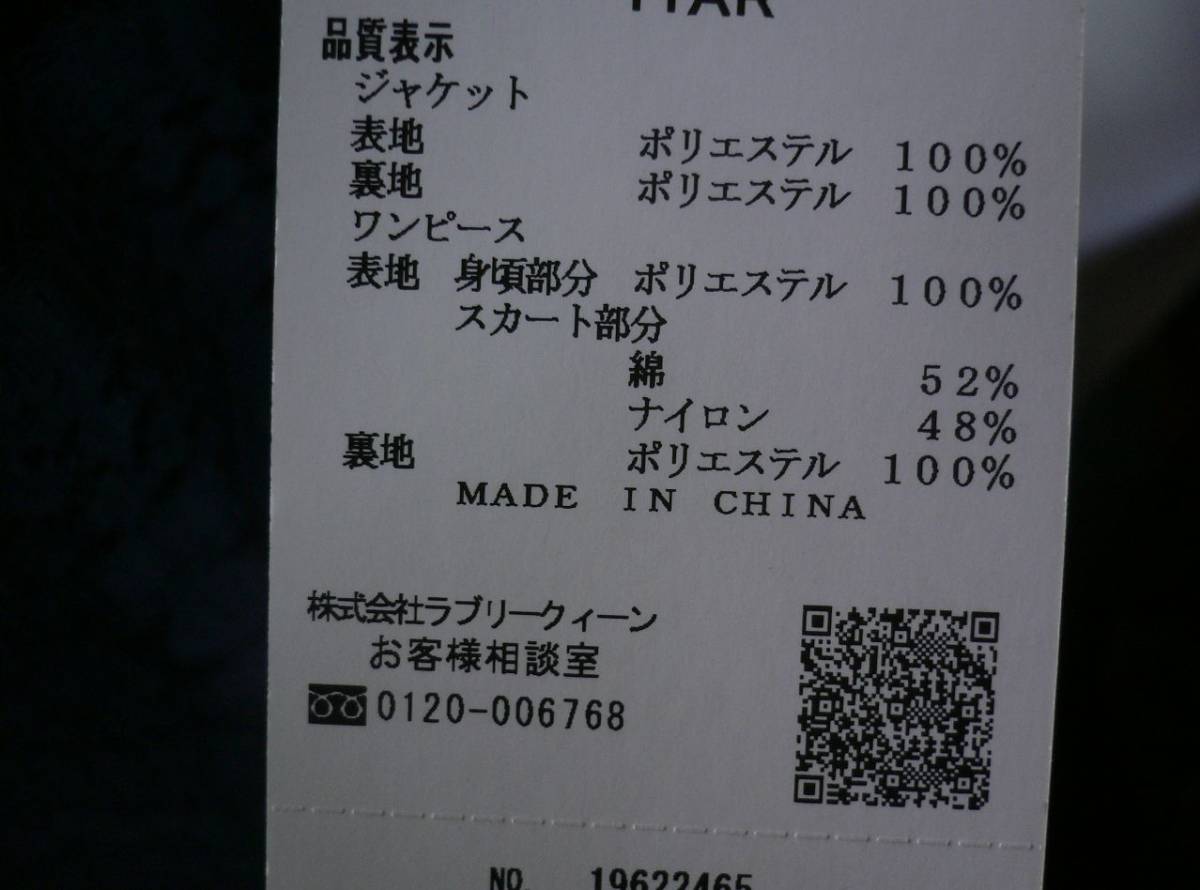 品質表示
ジャケット
表地 ポリエステル 100%
裏地 ポリエステル 100%
ワンピース
表地 身頃部分 ポリエステル 100%
スカート部分
綿 52%
ナイロン 48%
裏地 ポリエステル 100%
MADE IN CHINA
株式会社ラブリークィーン
お客様相談室
0120-006768
NO. 19622465